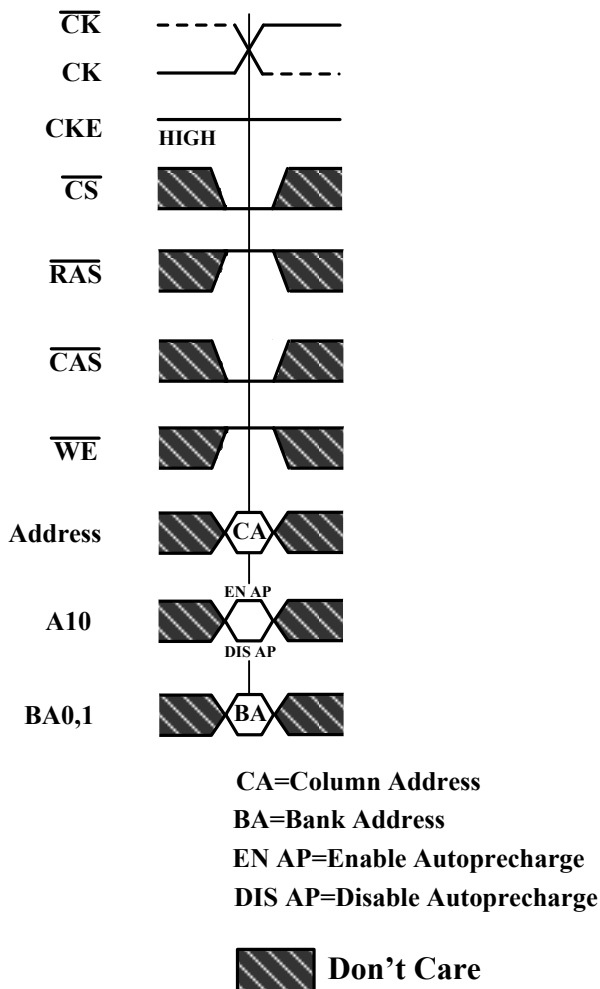 CK
CK
CKE
HIGH
CS
RAS
CAS
WE
Address
CA
EN AP
A10
DIS AP
BA0,1
BA
CA=Column Address
BA=Bank Address
EN AP=Enable Autoprecharge
DIS AP=Disable Autoprecharge
Don’t Care